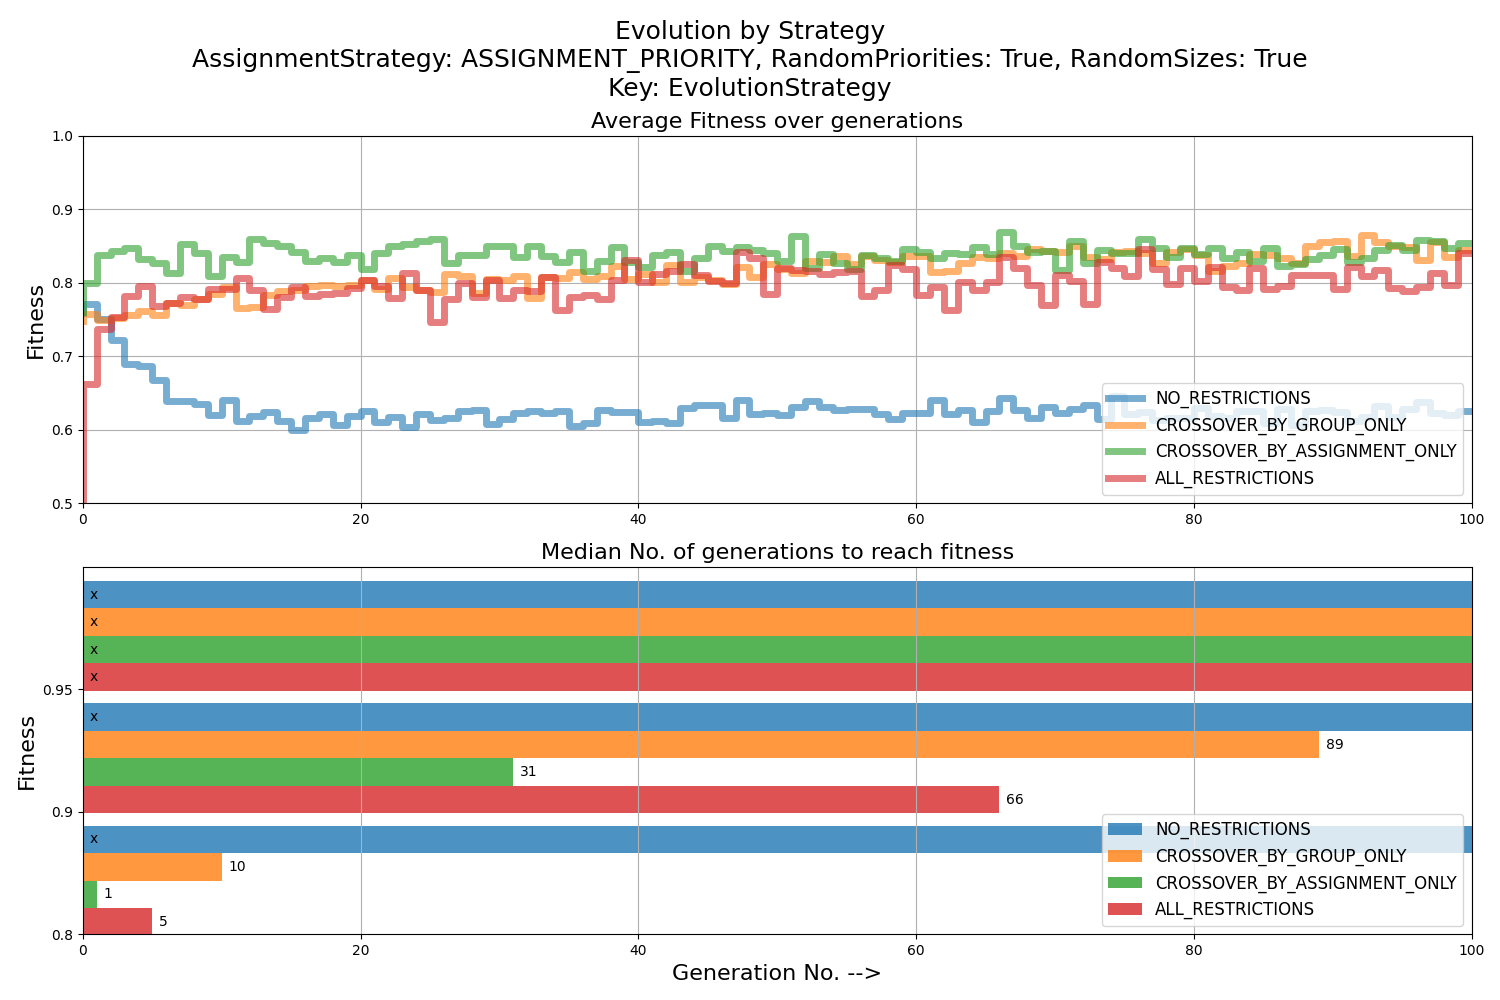 Evolution by Strategy
AssignmentStrategy: ASSIGNMENT_PRIORITY, RandomPriorities: True, RandomSizes: True
Key: EvolutionStrategy
Average Fitness over generations
Fitness
1.0
0.9
0.8
0.7
0.6
0.5
0 20 40 60 80 100
NO_RESTRICTIONS
CROSSOVER_BY_GROUP_ONLY
CROSSOVER_BY_ASSIGNMENT_ONLY
ALL_RESTRICTIONS
Median No. of generations to reach fitness
Fitness
x
x
x
x
0.95
x
89
31
66
0.9
x
10
1
5
0.8
NO_RESTRICTIONS
CROSSOVER_BY_GROUP_ONLY
CROSSOVER_BY_ASSIGNMENT_ONLY
ALL_RESTRICTIONS
0 20 40 60 80 100
Generation No. -->